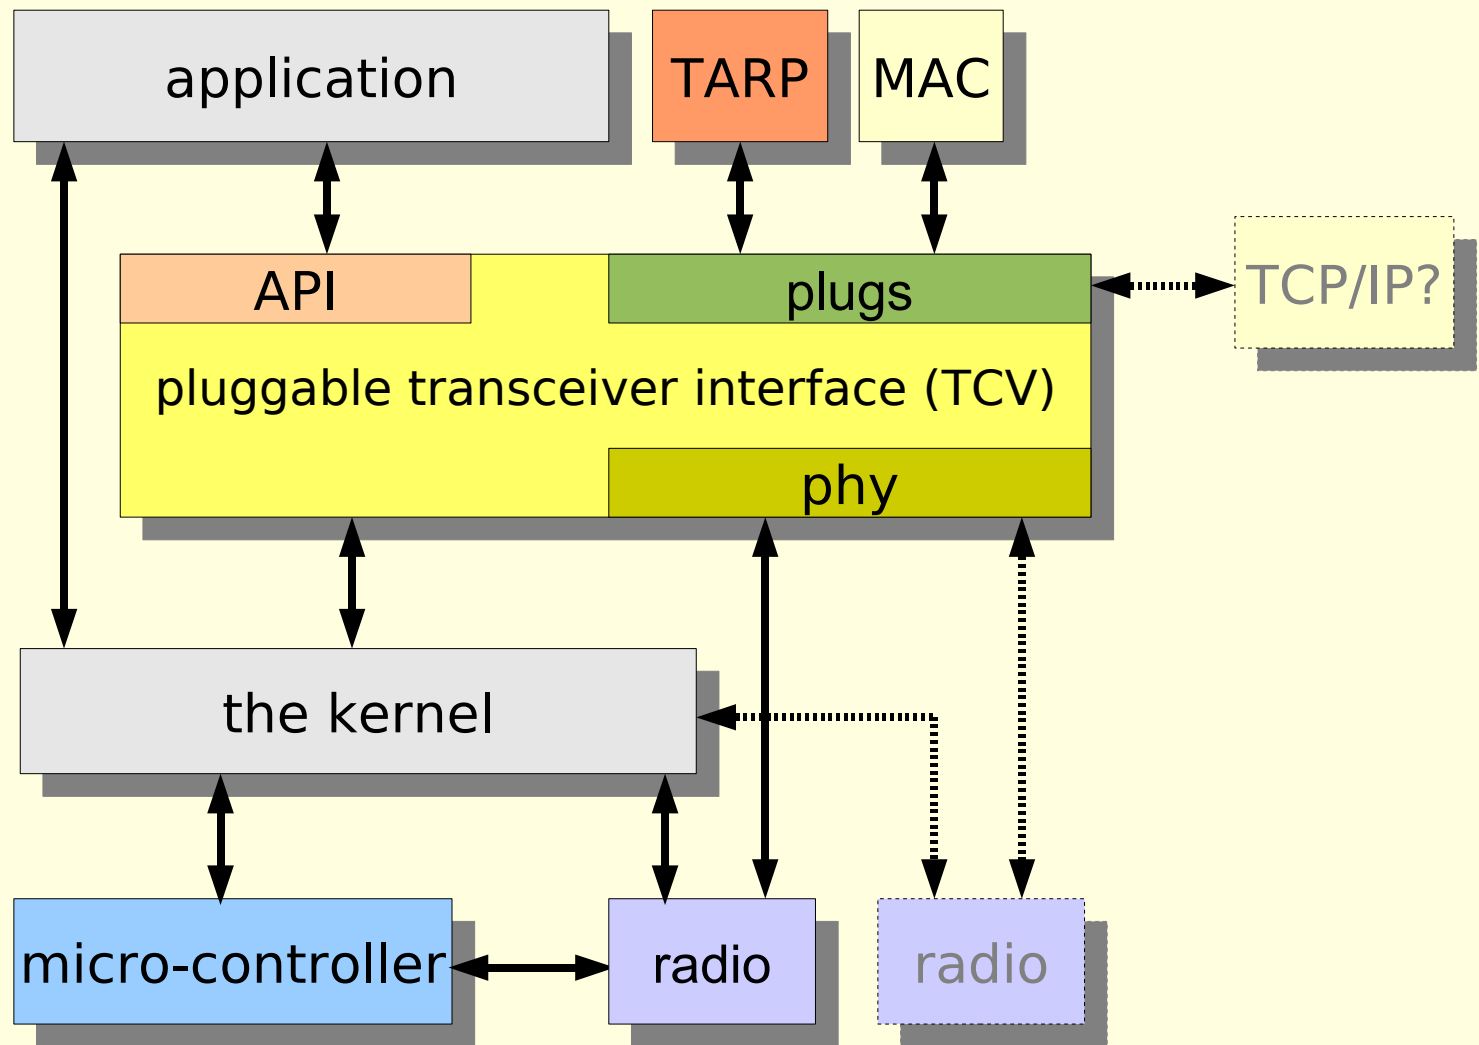 application
TARP
MAC
API
plugs
TCP/IP?
pluggable transceiver interface (TCV)
phy
the kernel
micro-controller
radio
radio